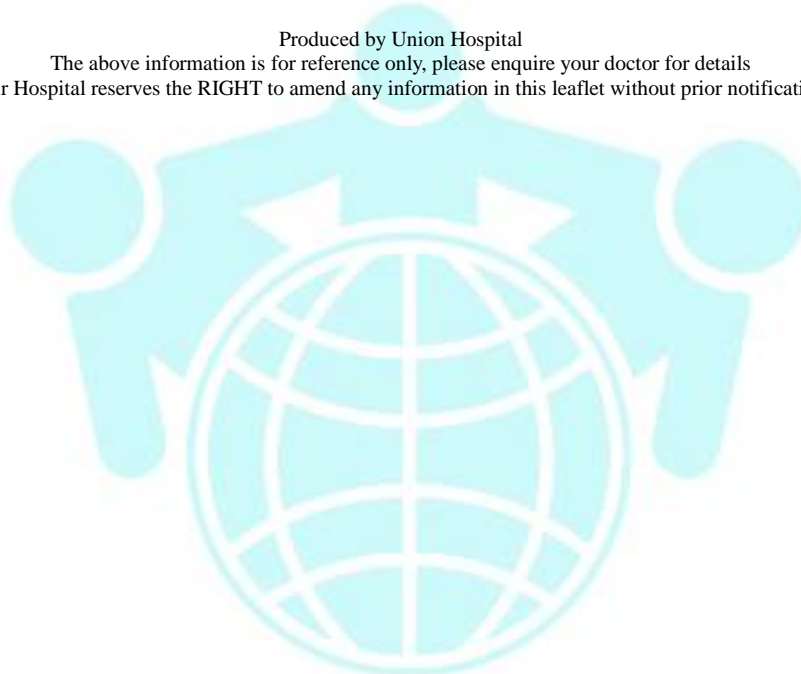 Produced by Union Hospital
The above information is for reference only, please enquire your doctor for details
r Hospital reserves the RIGHT to amend any information in this leaflet without prior notificati